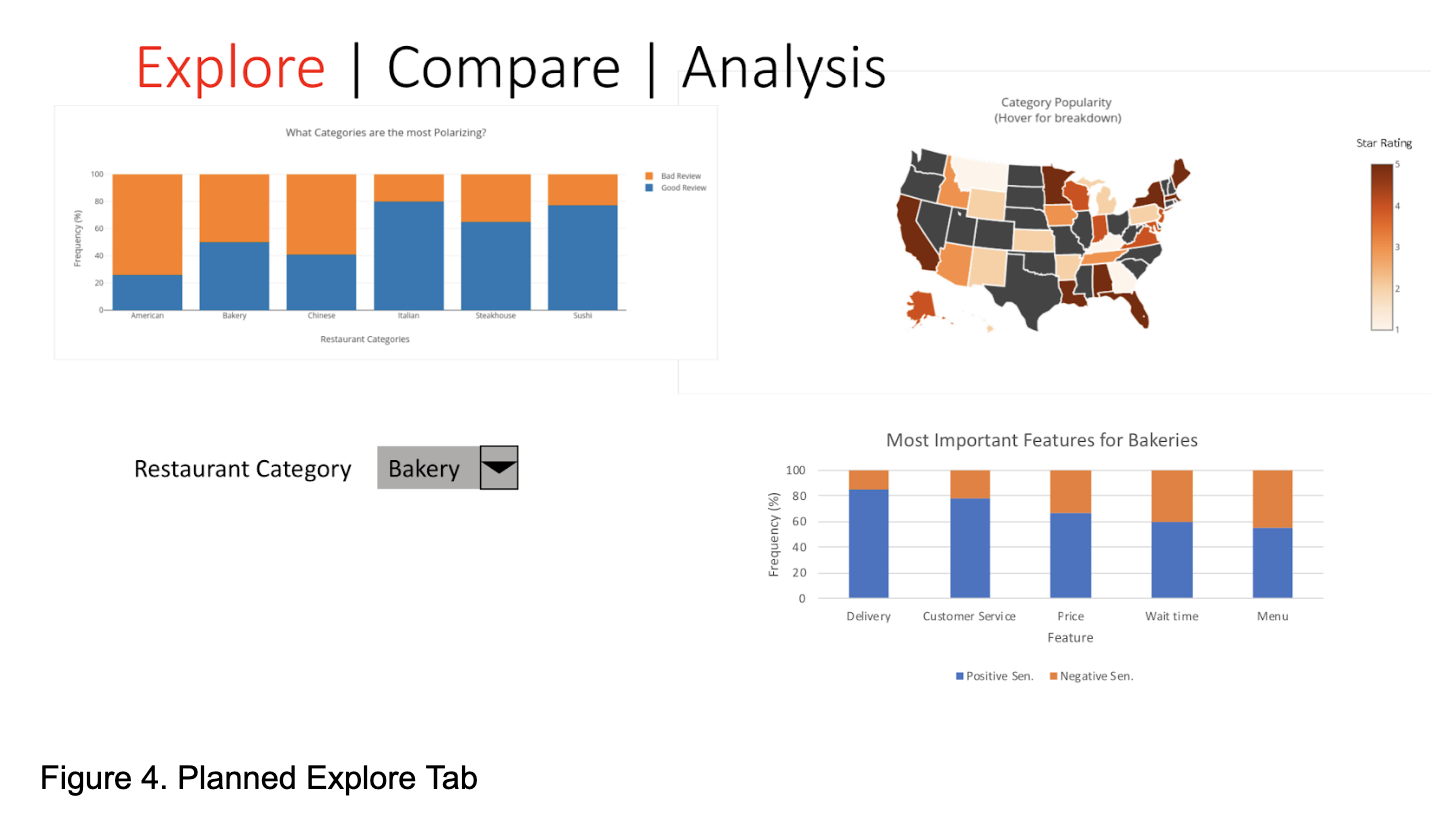 Explore | Compare | Analysis
What Categories are the most Polarizing?
100
80
60
40
20
0
Frequency (%)
American Bakery Chinese Italian Steakhouse Sushi
Restaurant Categories
Bad Review
Good Review
Category Popularity
(Hover for breakdown)
Star Rating
5
4
3
2
1
Restaurant Category Bakery
Most Important Features for Bakeries
100
80
60
40
20
0
Frequency (%)
Delivery Customer Service Price Wait time Menu
Feature
Positive Sen. Negative Sen.
Figure 4. Planned Explore Tab